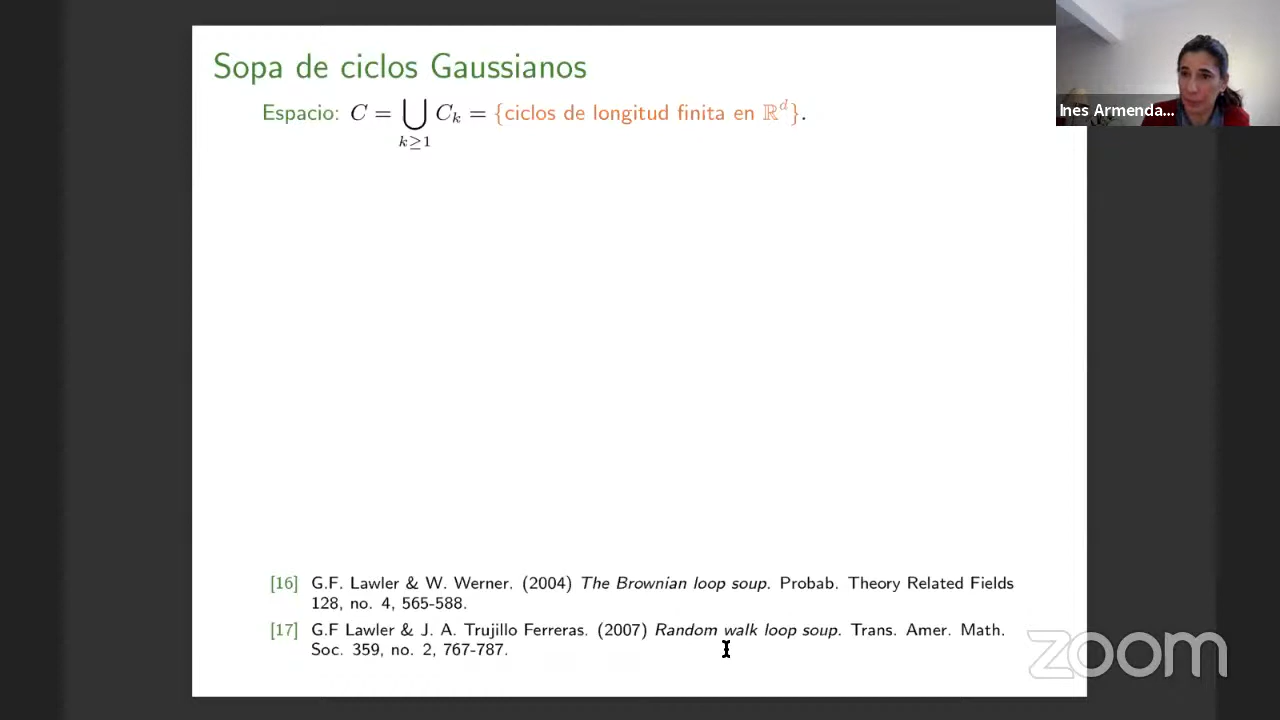 Sopa de ciclos Gaussianos
Espacio: C = ⋃_{k≥1} C_k = {ciclos de longitud finita en ℝ^d}.
Ines Armenda...
[16] G.F. Lawler & W. Werner. (2004) The Brownian loop soup. Probab. Theory Related Fields
128, no. 4, 565-588.
[17] G.F Lawler & J. A. Trujillo Ferreras. (2007) Random walk loop soup. Trans. Amer. Math.
Soc. 359, no. 2, 767-787.
zoom